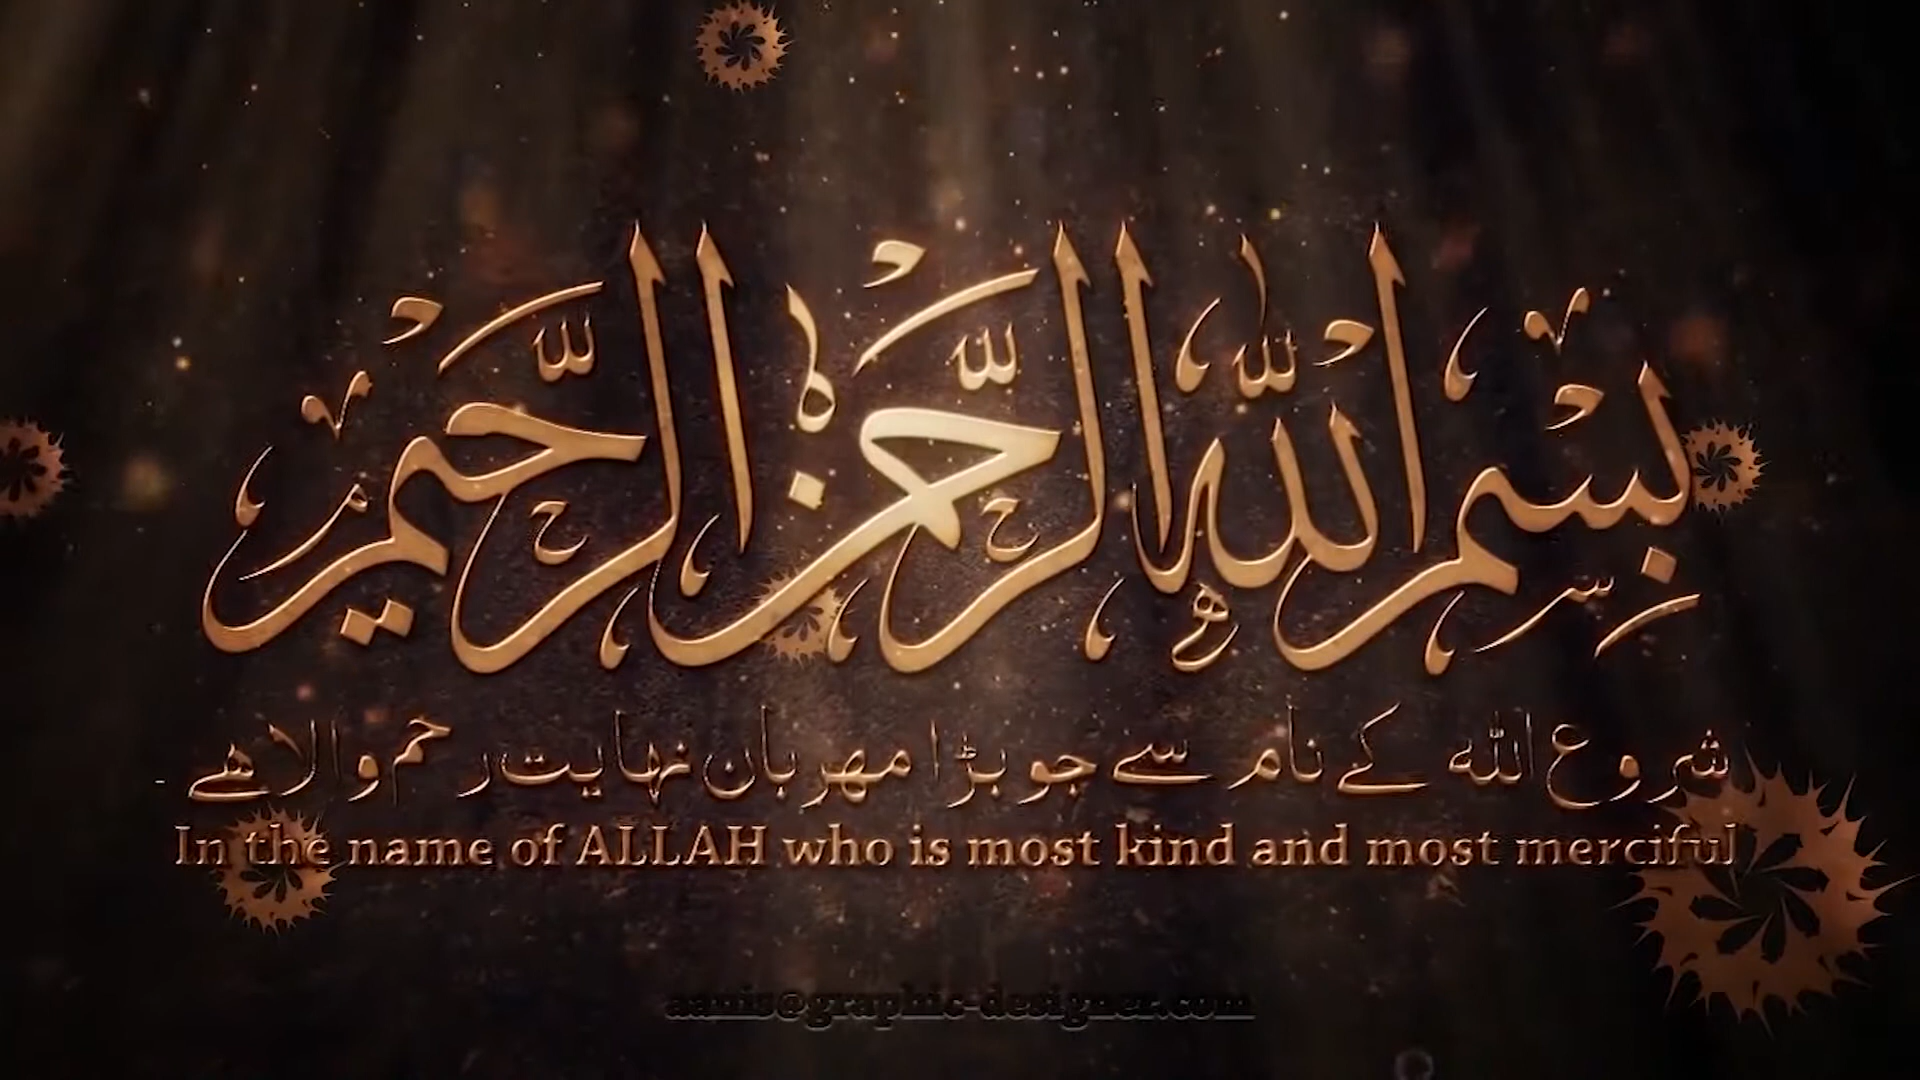 بسم الله الرحمن الرحيم
شروع اللہ کے نام سے جو بڑا مہربان نہایت رحم والا ہے -
In the name of ALLAH who is most kind and most merciful
aanis@graphic-designer.com